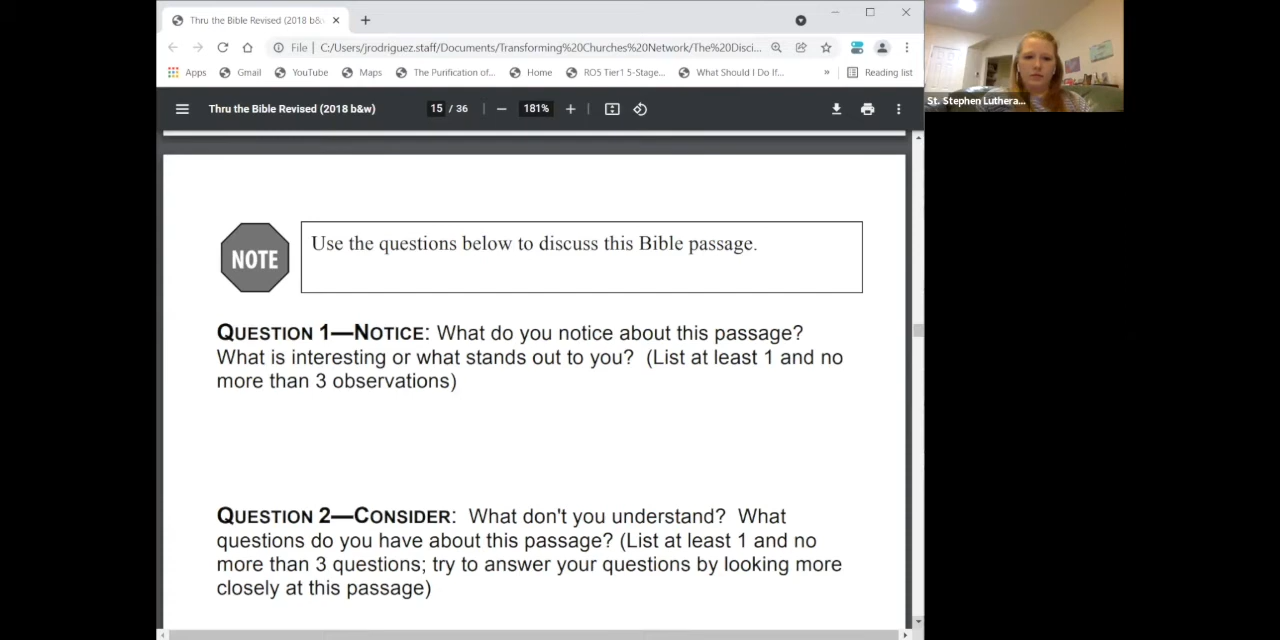 Thru the Bible Revised (2018 b&w
File
C:/Users/jrodriguez.staff/Documents/Transforming%20Churches%20Network/The%20Disci...
Apps
Gmail
YouTube
Maps
The Purification of...
Home
RO5 Tier1 5-Stage...
What Should I Do If...
»
Reading list
Thru the Bible Revised (2018 b&w)
15 / 36
181%
St. Stephen Luthera...
NOTE
Use the questions below to discuss this Bible passage.
QUESTION 1—NOTICE: What do you notice about this passage?
What is interesting or what stands out to you? (List at least 1 and no
more than 3 observations)
QUESTION 2—CONSIDER: What don't you understand? What
questions do you have about this passage? (List at least 1 and no
more than 3 questions; try to answer your questions by looking more
closely at this passage)